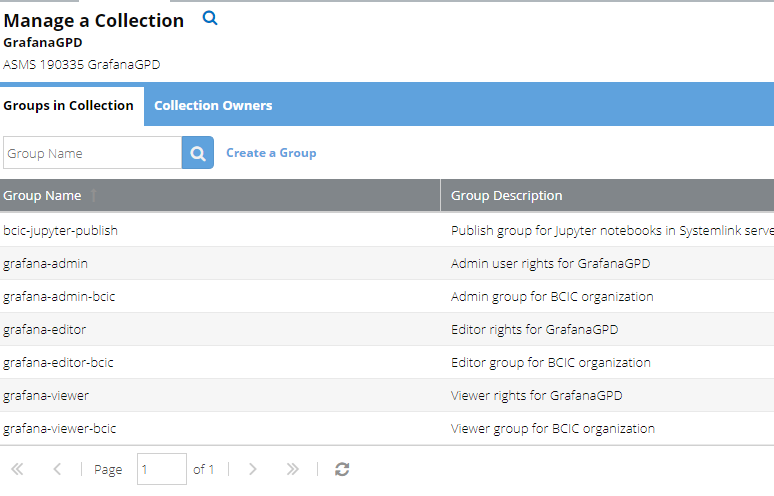 Manage a Collection
GrafanaGPD
ASMS 190335 GrafanaGPD
Groups in Collection Collection Owners
Group Name Create a Group
Group Name Group Description
bcic-jupyter-publish Publish group for Jupyter notebooks in Systemlink serve
grafana-admin Admin user rights for GrafanaGPD
grafana-admin-bcic Admin group for BCIC organization
grafana-editor Editor rights for GrafanaGPD
grafana-editor-bcic Editor group for BCIC organization
grafana-viewer Viewer rights for GrafanaGPD
grafana-viewer-bcic Viewer group for BCIC organization
Page 1 of 1